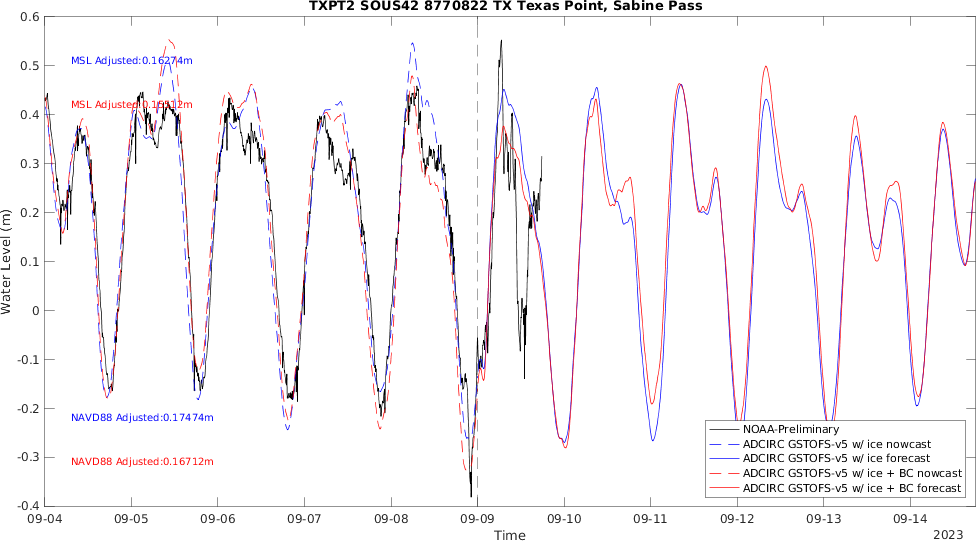 TXPT2 SOUS42 8770822 TX Texas Point, Sabine Pass
0.6
0.5
0.4
0.3
0.2
0.1
0
-0.1
-0.2
-0.3
-0.4
Water Level (m)
MSL Adjusted:0.16274m
MSL Adjusted:0.15512m
NAVD88 Adjusted:0.17474m
NAVD88 Adjusted:0.16712m
NOAA-Preliminary
ADCIRC GSTOFS-v5 w/ ice nowcast
ADCIRC GSTOFS-v5 w/ ice forecast
ADCIRC GSTOFS-v5 w/ ice + BC nowcast
ADCIRC GSTOFS-v5 w/ ice + BC forecast
09-04 09-05 09-06 09-07 09-08 09-09 09-10 09-11 09-12 09-13 09-14
Time
2023